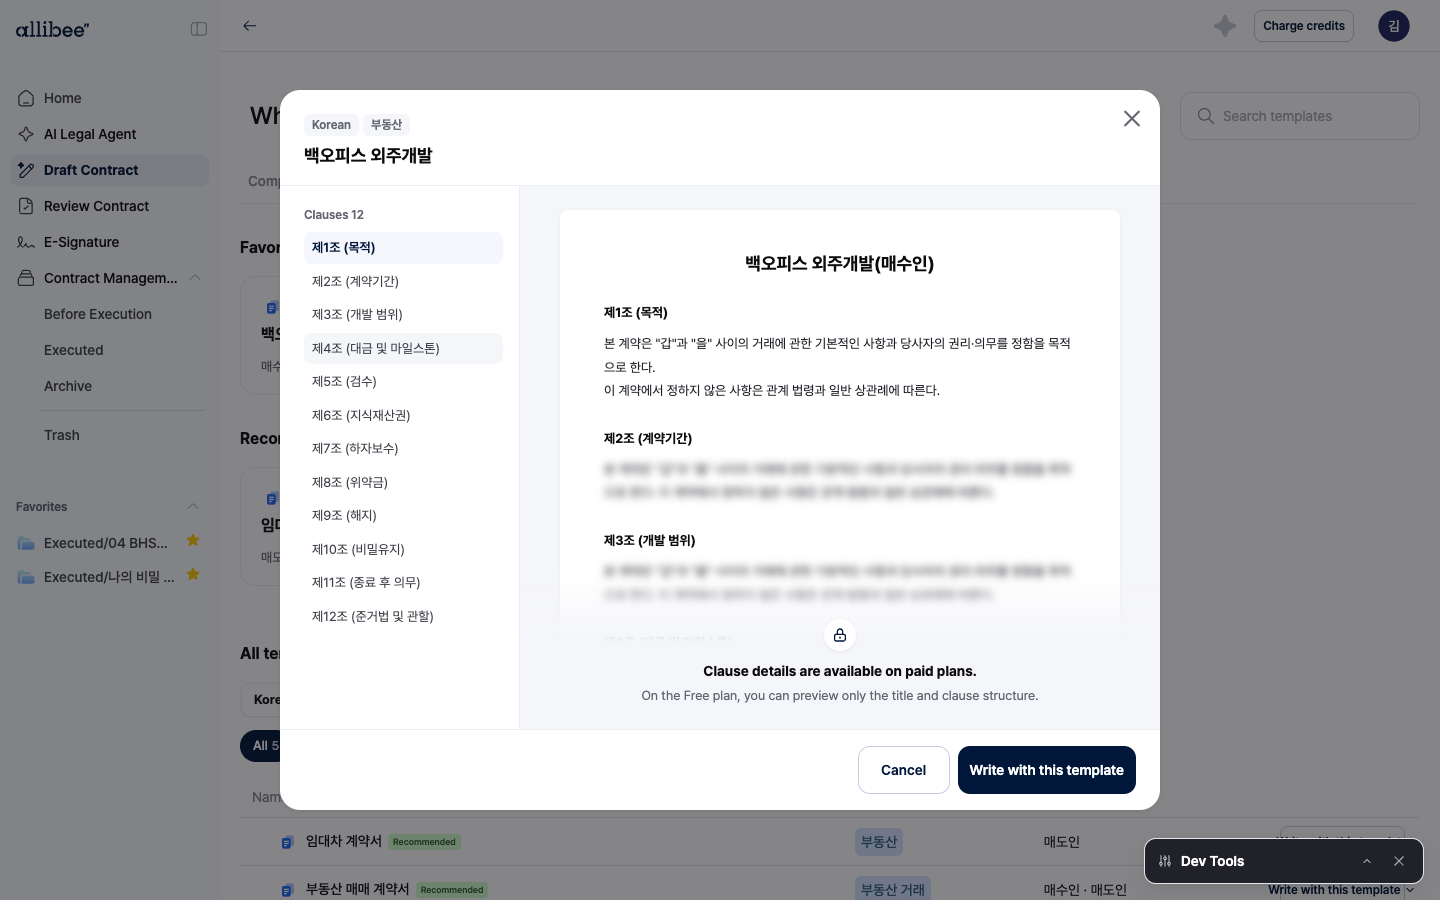 allibee
Charge credits
김
Home
AI Legal Agent
Draft Contract
Review Contract
E-Signature
Contract Managem...
Before Execution
Executed
Archive
Trash
Favorites
Executed/04 BHS...
Executed/나의 비밀 ...
Search templates
Korean
부동산
백오피스 외주개발
Clauses 12
제1조 (목적)
제2조 (계약기간)
제3조 (개발 범위)
제4조 (대금 및 마일스톤)
제5조 (검수)
제6조 (지식재산권)
제7조 (하자보수)
제8조 (위약금)
제9조 (해지)
제10조 (비밀유지)
제11조 (종료 후 의무)
제12조 (준거법 및 관할)
백오피스 외주개발(매수인)
제1조 (목적)
본 계약은 "갑"과 "을" 사이의 거래에 관한 기본적인 사항과 당사자의 권리·의무를 정함을 목적
으로 한다.
이 계약에서 정하지 않은 사항은 관계 법령과 일반 상관례에 따른다.
제2조 (계약기간)
제3조 (개발 범위)
Clause details are available on paid plans.
On the Free plan, you can preview only the title and clause structure.
Cancel
Write with this template
All 5
임대차 계약서 Recommended
부동산
매도인
부동산 매매 계약서 Recommended
부동산 거래
매수인 · 매도인
Write with this template
Dev Tools